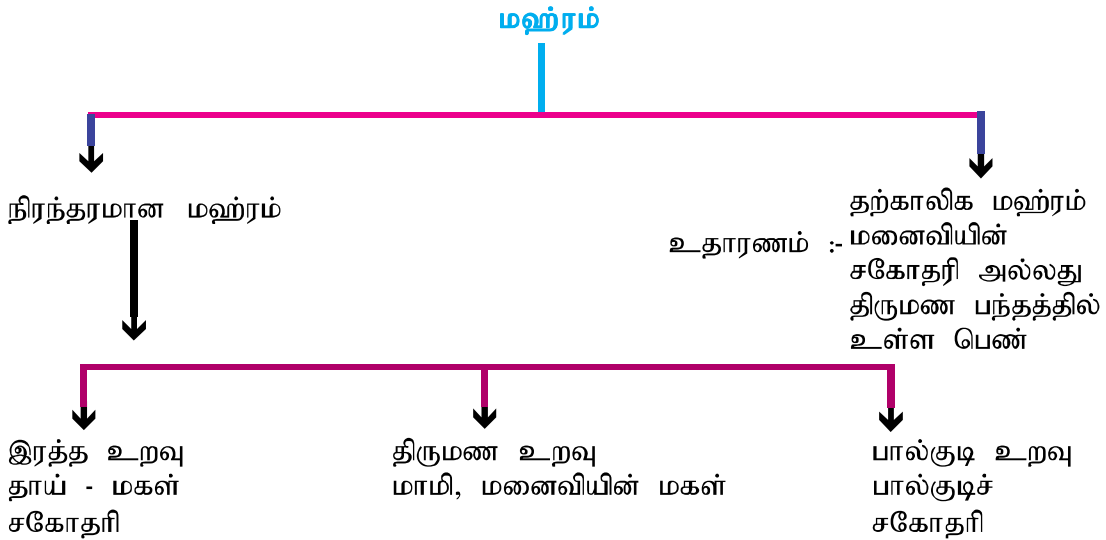 மஹ்ரம்
நிரந்தரமான மஹ்ரம்
தற்காலிக மஹ்ரம்
உதாரணம் :- மனைவியின்
சகோதரி அல்லது
திருமண பந்தத்தில்
உள்ள பெண்
இரத்த உறவு
தாய் - மகள்
சகோதரி
திருமண உறவு
மாமி, மனைவியின் மகள்
பால்குடி உறவு
பால்குடிச்
சகோதரி